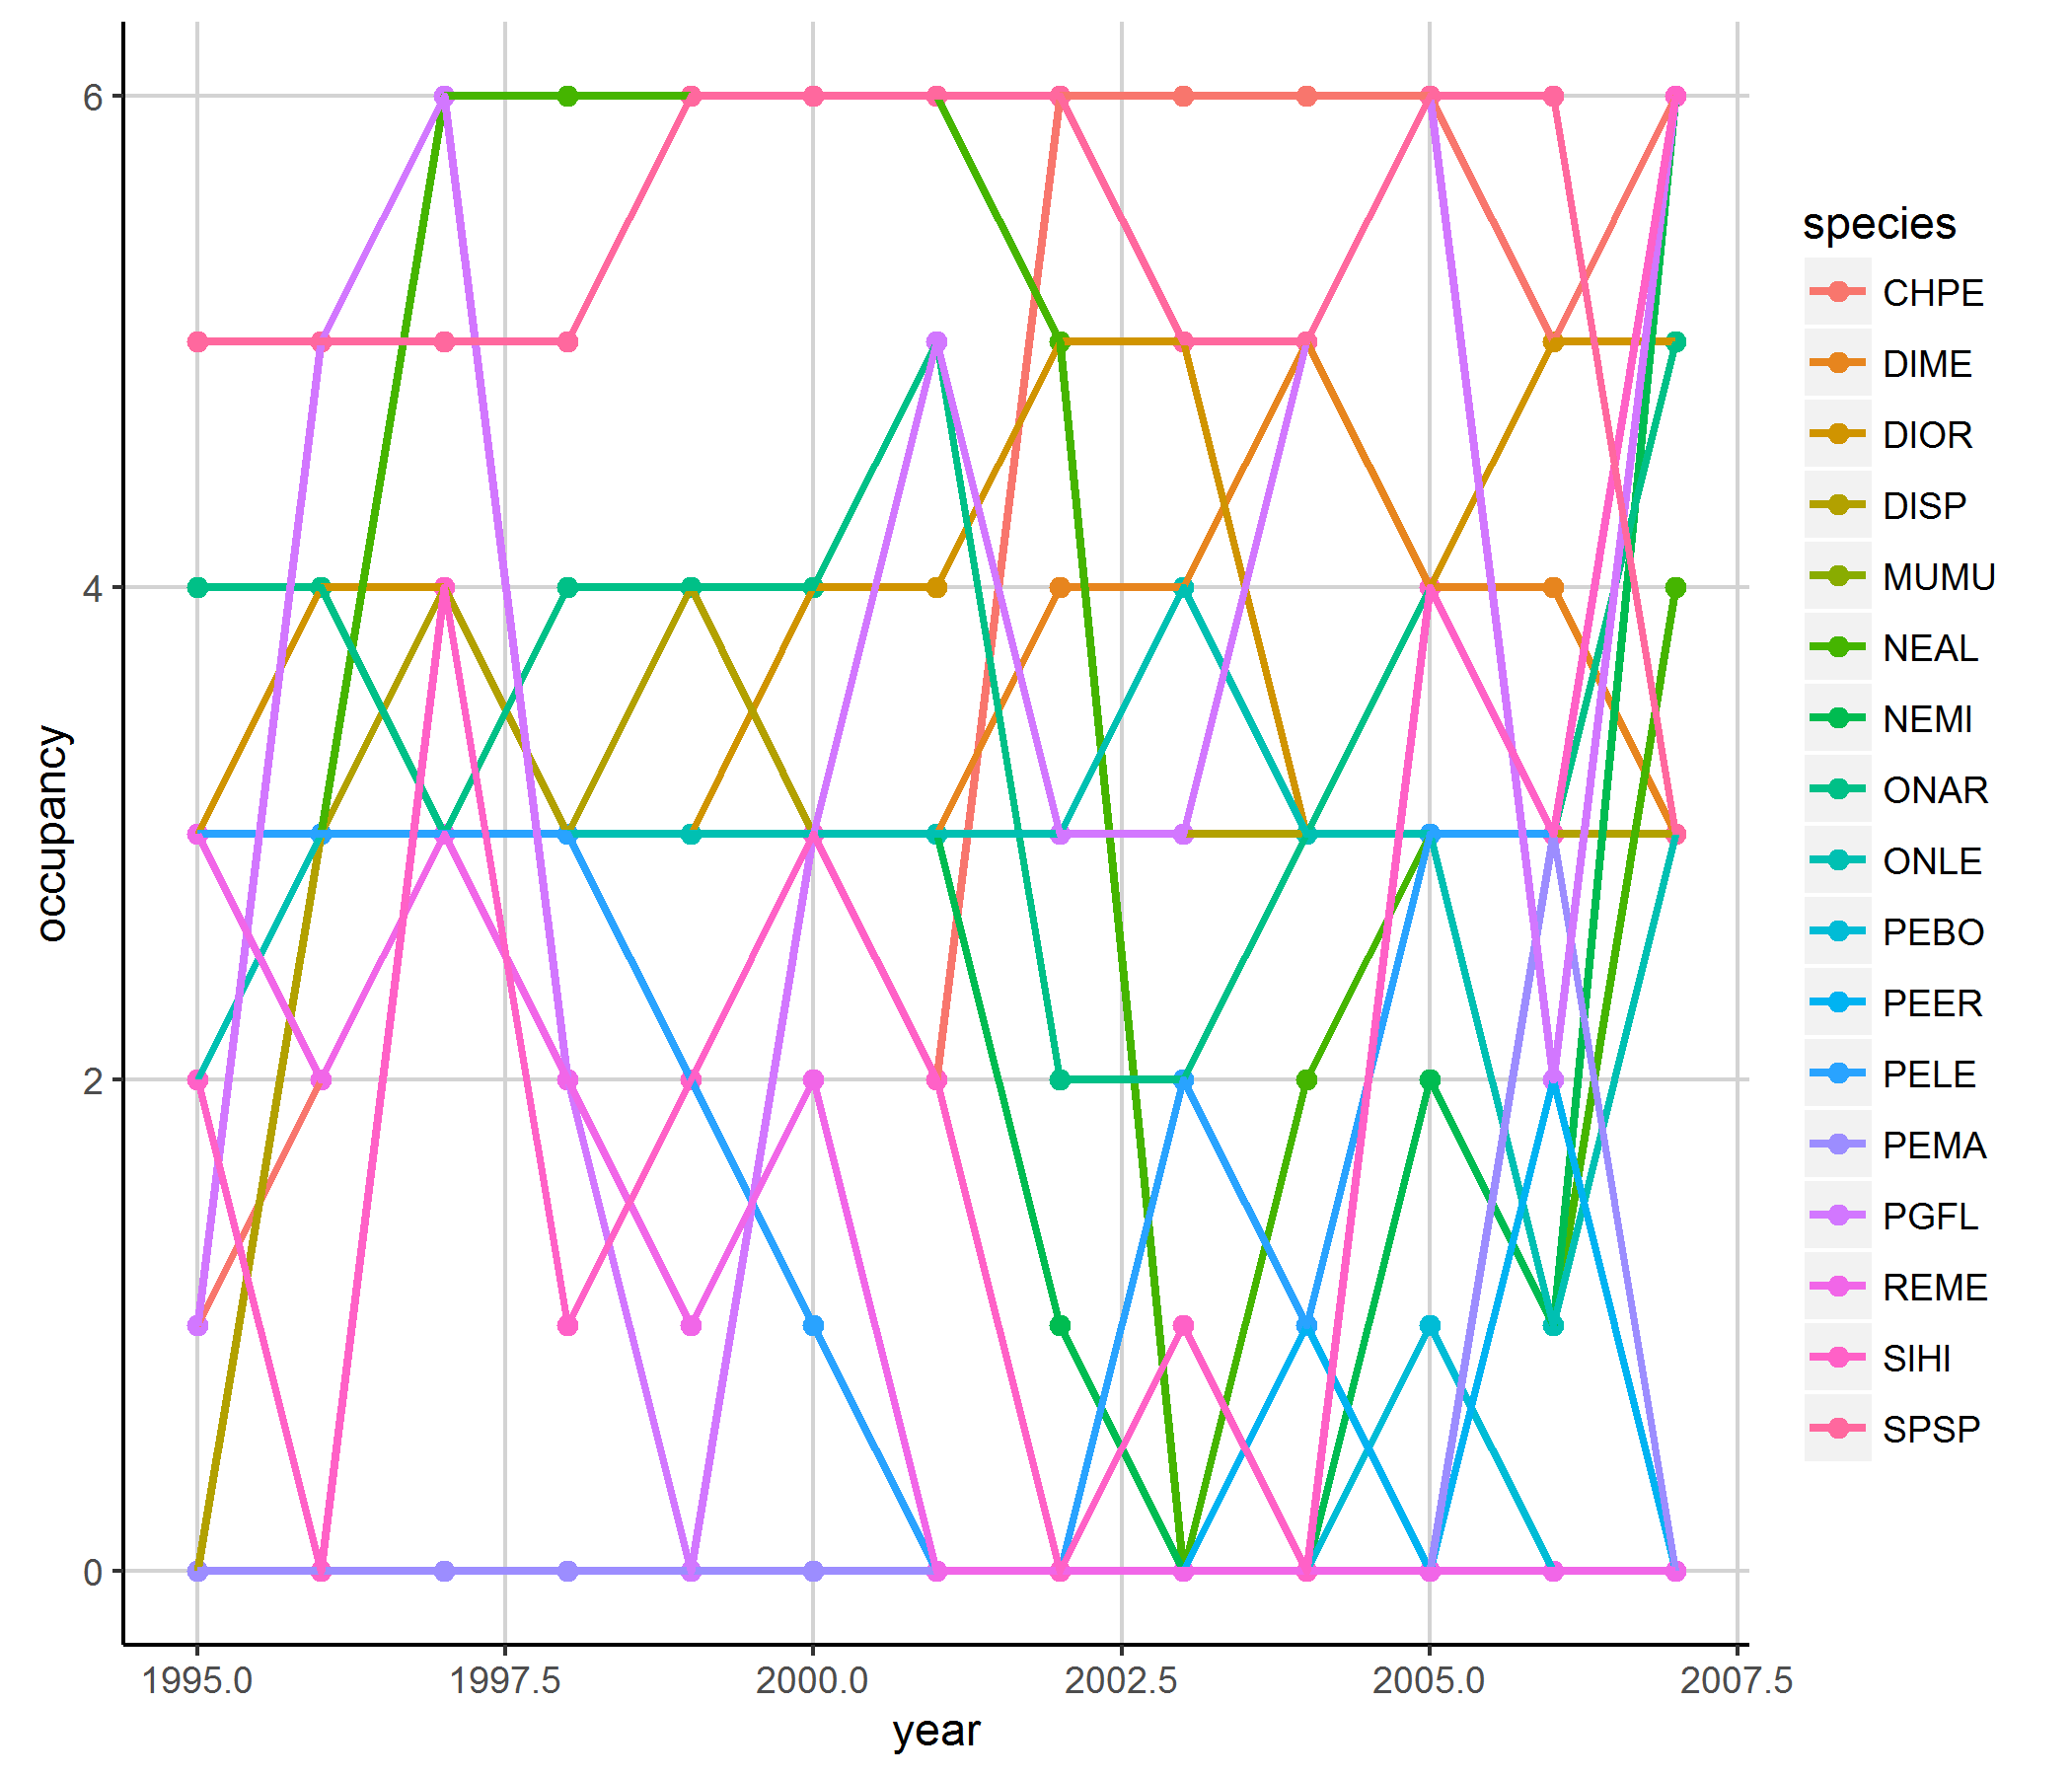 6
4
2
0
occupancy
1995.0 1997.5 2000.0 2002.5 2005.0 2007.5
year
species
CHPE
DIME
DIOR
DISP
MUMU
NEAL
NEMI
ONAR
ONLE
PEBO
PEER
PELE
PEMA
PGFL
REME
SIHI
SPSP